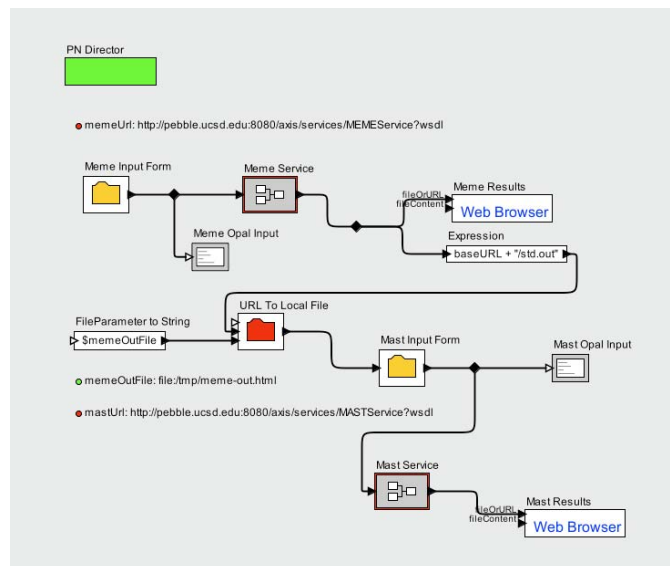 PN Director
memeUrl: http://pebble.ucsd.edu:8080/axis/services/MEMEService?wsdl
Meme Input Form
Meme Service
Meme Results
fileOrURL
fileContent
Web Browser
Meme Opal Input
Expression
baseURL + "/std.out"
URL To Local File
FileParameter to String
$memeOutFile
Mast Input Form
Mast Opal Input
memeOutFile: file:/tmp/meme-out.html
mastUrl: http://pebble.ucsd.edu:8080/axis/services/MASTService?wsdl
Mast Service
Mast Results
fileOrURL
fileContent
Web Browser